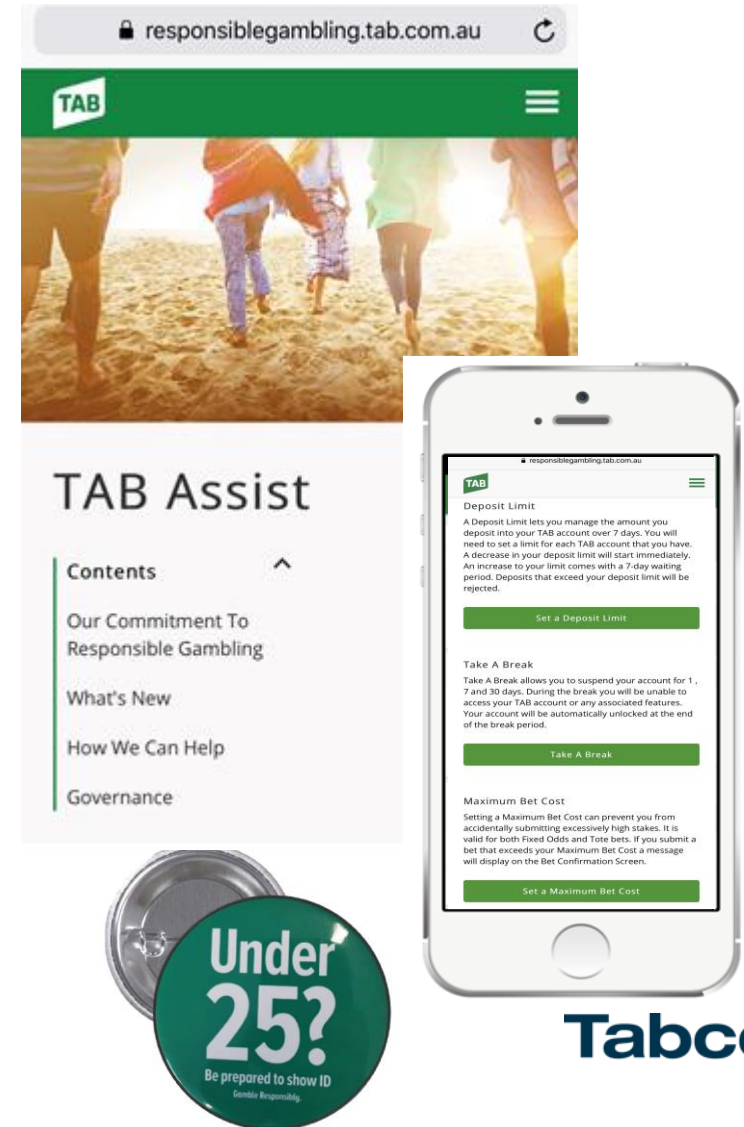 responsiblegambling.tab.com.au
TAB
TAB Assist
Contents
Our Commitment To
Responsible Gambling
What's New
How We Can Help
Governance
responsiblegambling.tab.com.au
TAB
Deposit Limit
A Deposit Limit lets you manage the amount you
deposit into your TAB account over 7 days. You will
need to set a limit for each TAB account that you have.
A decrease in your deposit limit will start immediately.
An increase to your limit comes with a 7-day waiting
period. Deposits that exceed your deposit limit will be
rejected.
Set a Deposit Limit
Take A Break
Take A Break allows you to suspend your account for 1 ,
7 and 30 days. During the break you will be unable to
access your TAB account or any associated features.
Your account will be automatically unlocked at the end
of the break period.
Take A Break
Maximum Bet Cost
Setting a Maximum Bet Cost can prevent you from
accidentally submitting excessively high stakes. It is
valid for both Fixed Odds and Tote bets. If you submit a
bet that exceeds your Maximum Bet Cost a message
will display on the Bet Confirmation Screen.
Set a Maximum Bet Cost
Under
25?
Be prepared to show ID
Gamble Responsibly.
Tabc